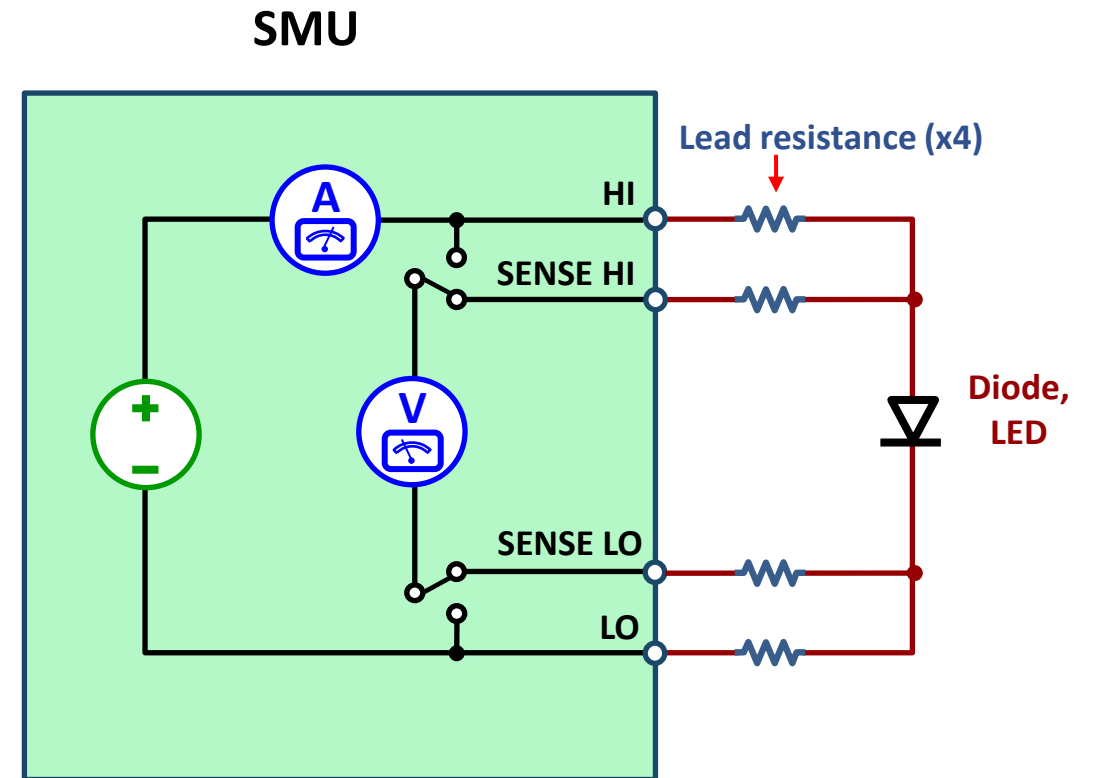 SMU
Lead resistance (x4)
HI
A
SENSE HI
+
−
V
Diode,
LED
SENSE LO
LO